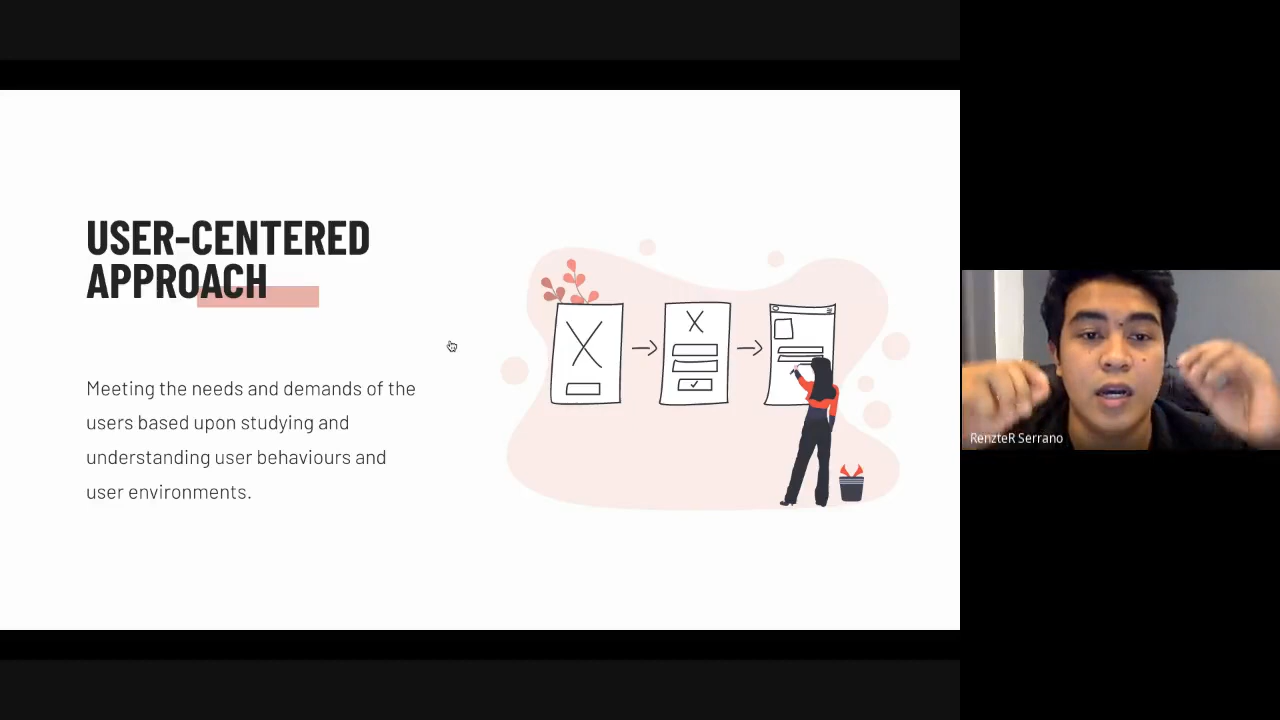 USER-CENTERED
APPROACH
Meeting the needs and demands of the
users based upon studying and
understanding user behaviours and
user environments.
RenzteR Serrano